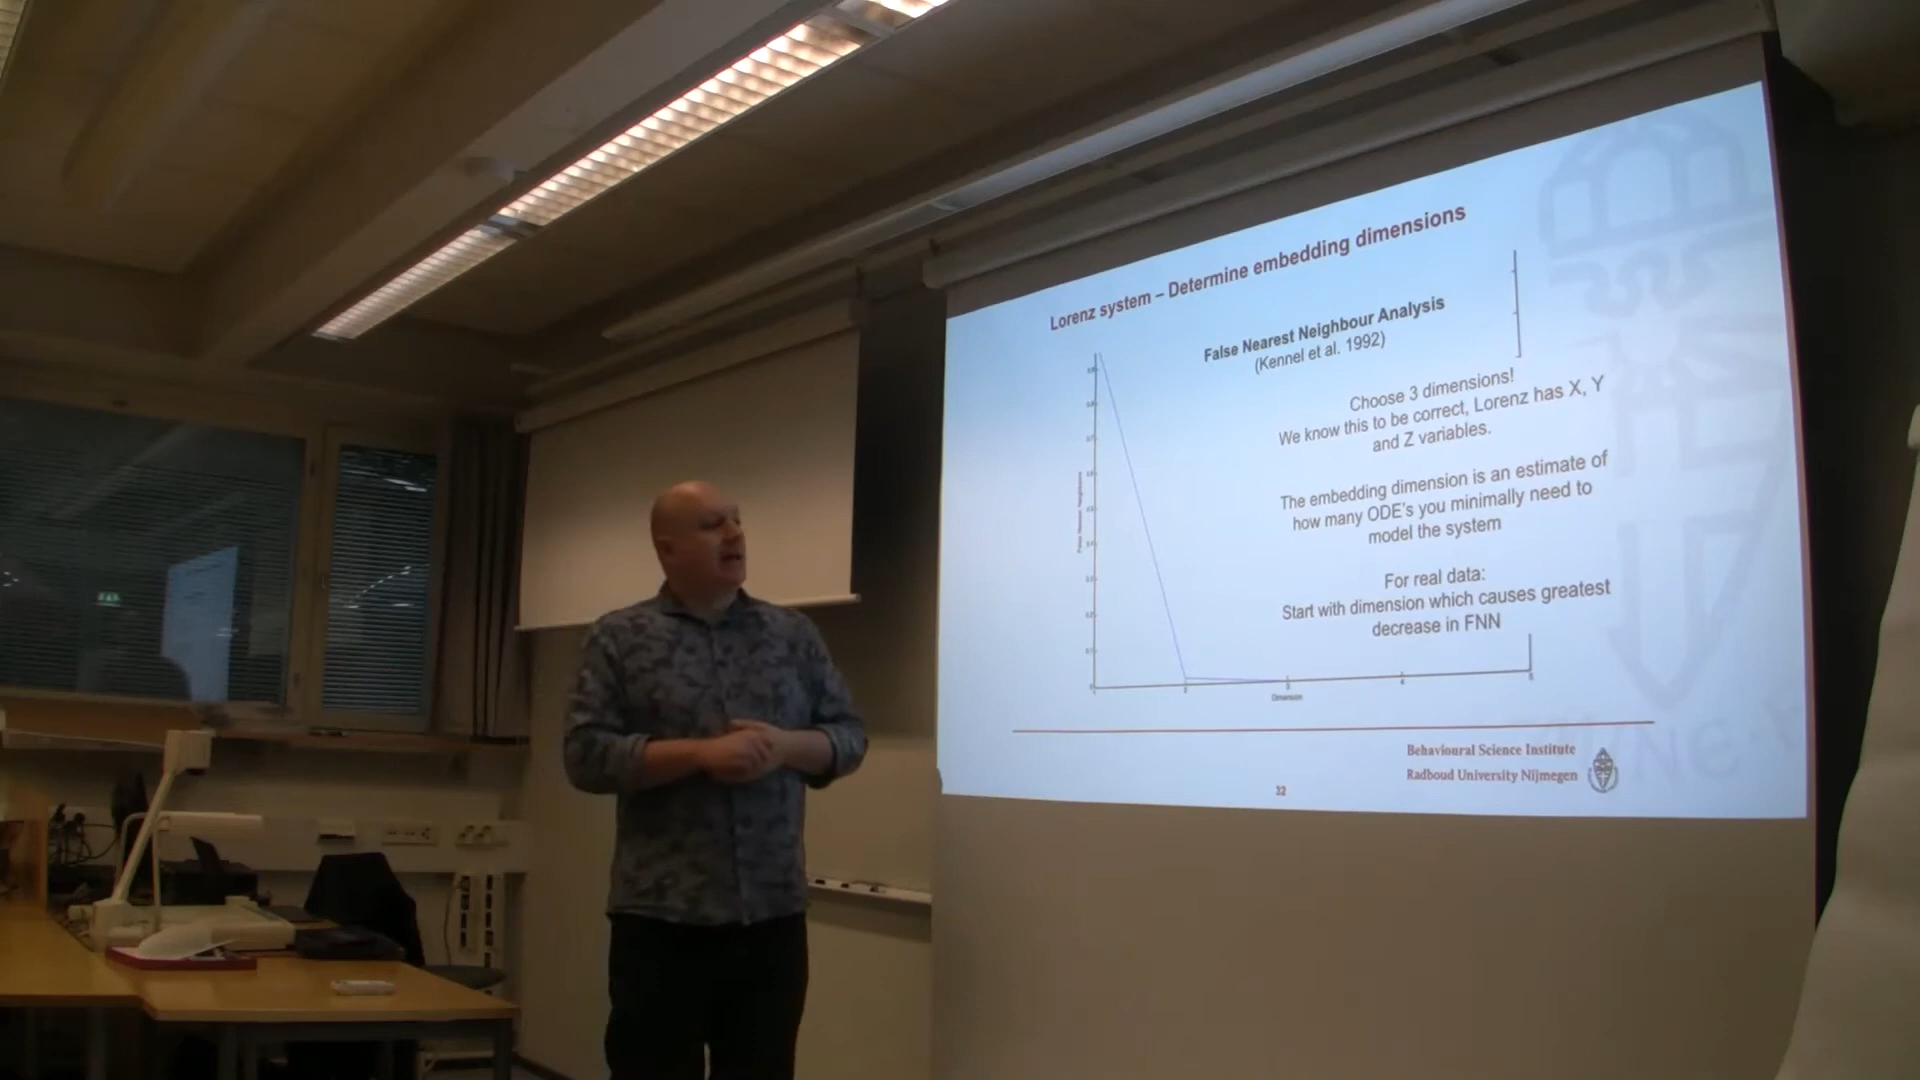 Lorenz system – Determine embedding dimensions
False Nearest Neighbour Analysis
(Kennel et al. 1992)
Choose 3 dimensions!
We know this to be correct, Lorenz has X, Y
and Z variables.
The embedding dimension is an estimate of
how many ODE's you minimally need to
model the system
For real data:
Start with dimension which causes greatest
decrease in FNN
Dimension
Behavioural Science Institute
Radboud University Nijmegen
32